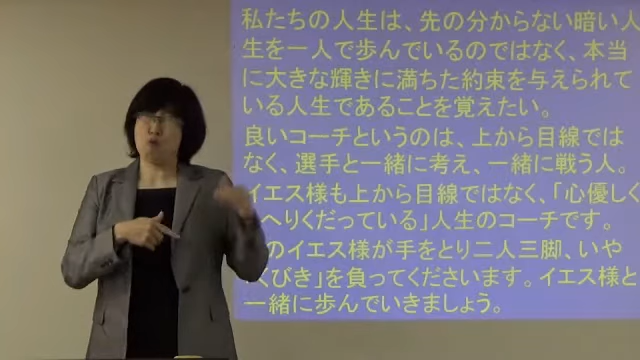 私たちの人生は、先の分からない暗い人
生を一人で歩んでいるのではなく、本当
に大きな輝きに満ちた約束を与えられて
いる人生であることを覚えたい。
良いコーチというのは、上から目線では
なく、選手と一緒に考え、一緒に戦う人。
イエス様も上から目線ではなく、「心優しく
へりくだっている」人生のコーチです。
のイエス様が手をとり二人三脚、いや
くびき」を負ってくださいます。イエス様と
一緒に歩んでいきましょう。